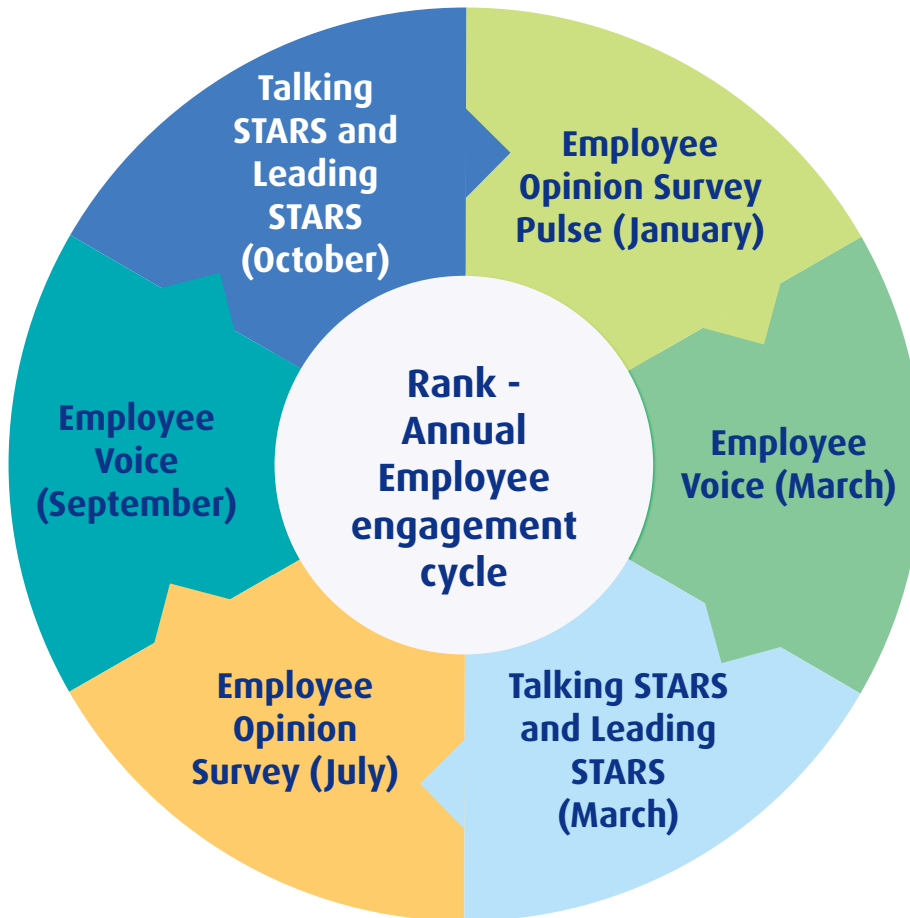 Talking
STARS and
Leading
STARS
(October)
Employee
Opinion Survey
Pulse (January)
Rank -
Annual
Employee
engagement
cycle
Employee
Voice
(September)
Employee
Voice (March)
Employee
Opinion
Survey (July)
Talking STARS
and Leading
STARS
(March)